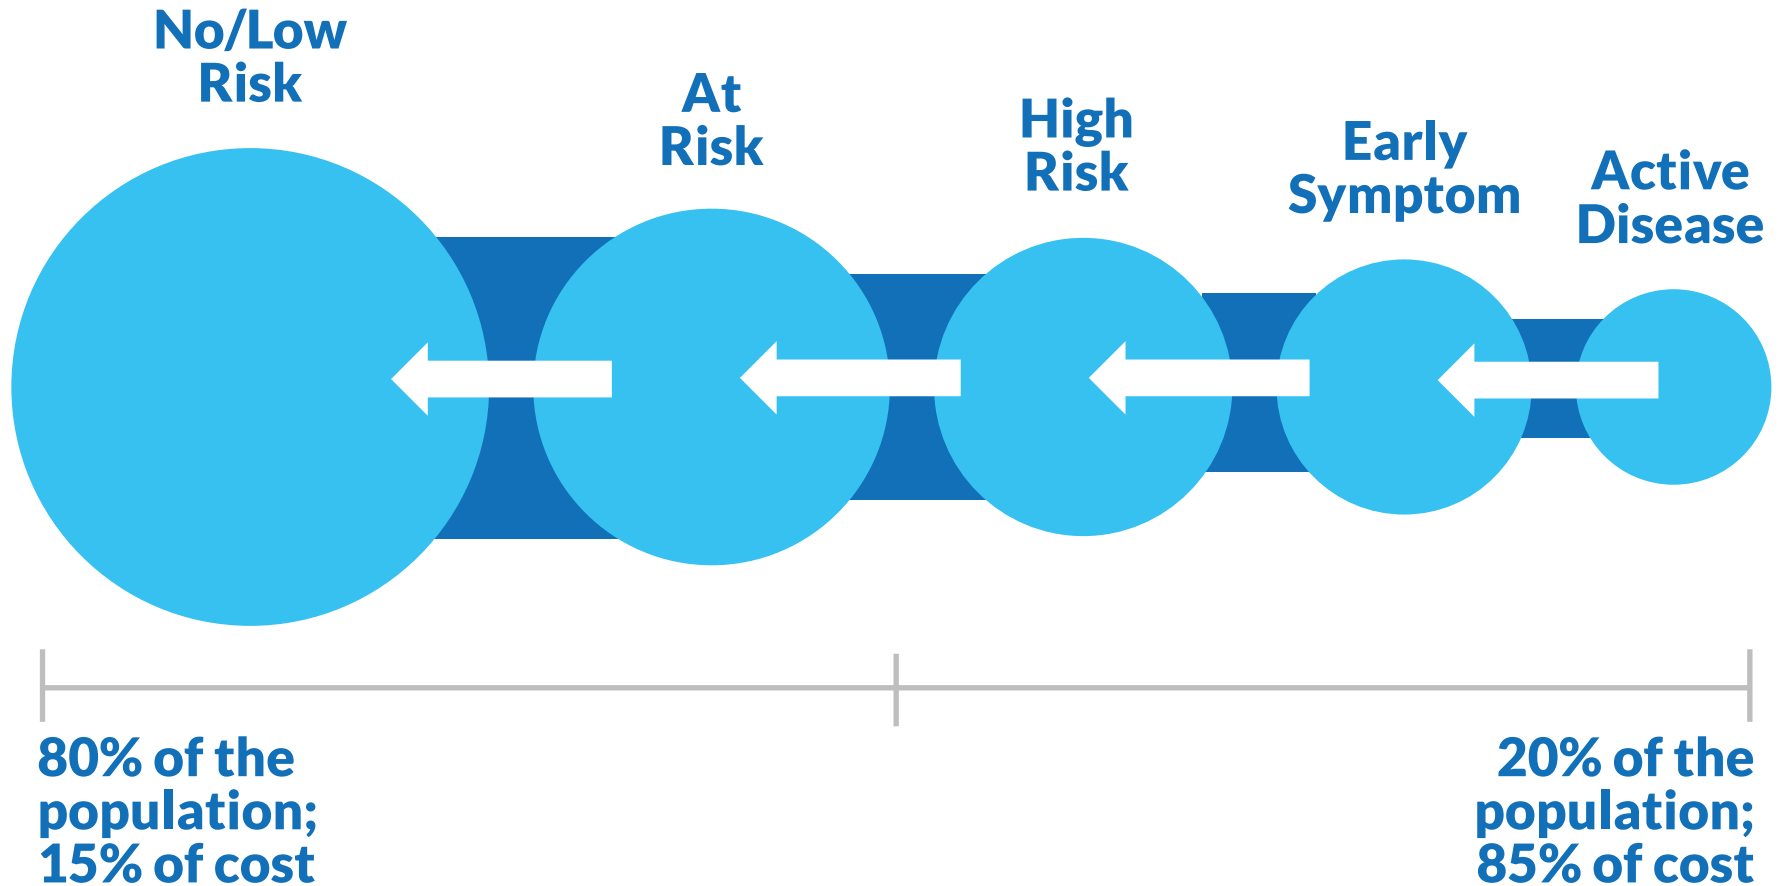 No/Low
Risk
At
Risk
High
Risk
Early
Symptom
Active
Disease
80% of the
population;
15% of cost
20% of the
population;
85% of cost